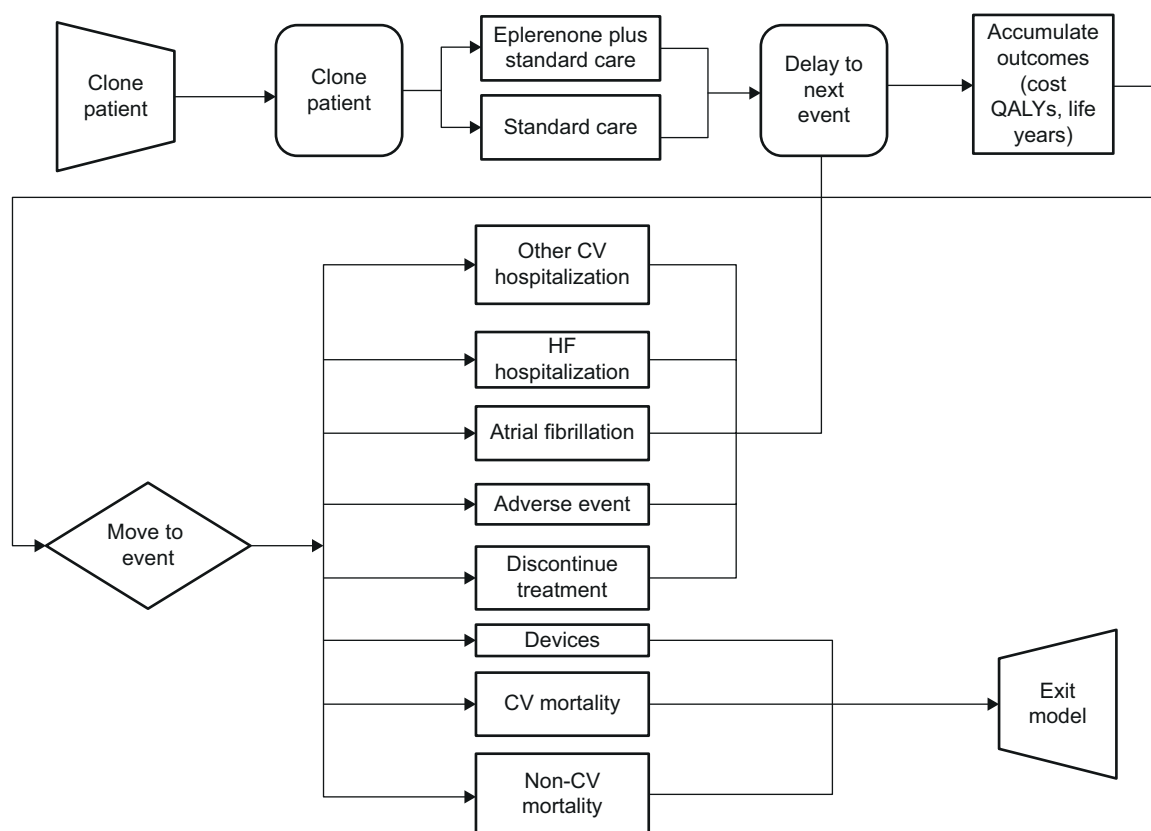 Clone
patient
Clone
patient
Eplerenone plus
standard care
Standard care
Delay to
next
event
Accumulate
outcomes
(cost
QALYs, life
years)
Other CV
hospitalization
HF
hospitalization
Atrial fibrillation
Adverse event
Discontinue
treatment
Devices
CV mortality
Non-CV
mortality
Move to
event
Exit
model